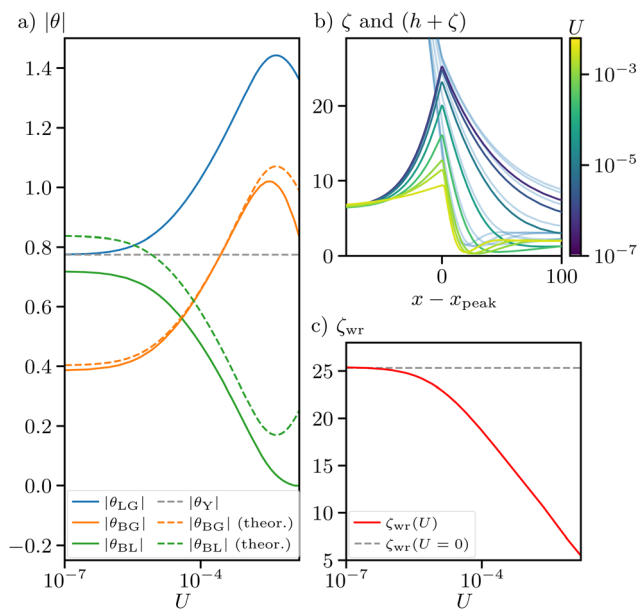 a) |θ|
1.4
1.2
1.0
0.8
0.6
0.4
0.2
0.0
−0.2
10⁻⁷
10⁻⁴
U
|θ_LG|
|θ_BG|
|θ_BL|
|θ_Y|
|θ_BG| (theor.)
|θ_BL| (theor.)
b) ζ and (h + ζ)
20
10
0
0
100
x − x_peak
U
10⁻³
10⁻⁵
10⁻⁷
c) ζ_wr
25
20
15
10
5
10⁻⁷
10⁻⁴
U
ζ_wr(U)
ζ_wr(U = 0)